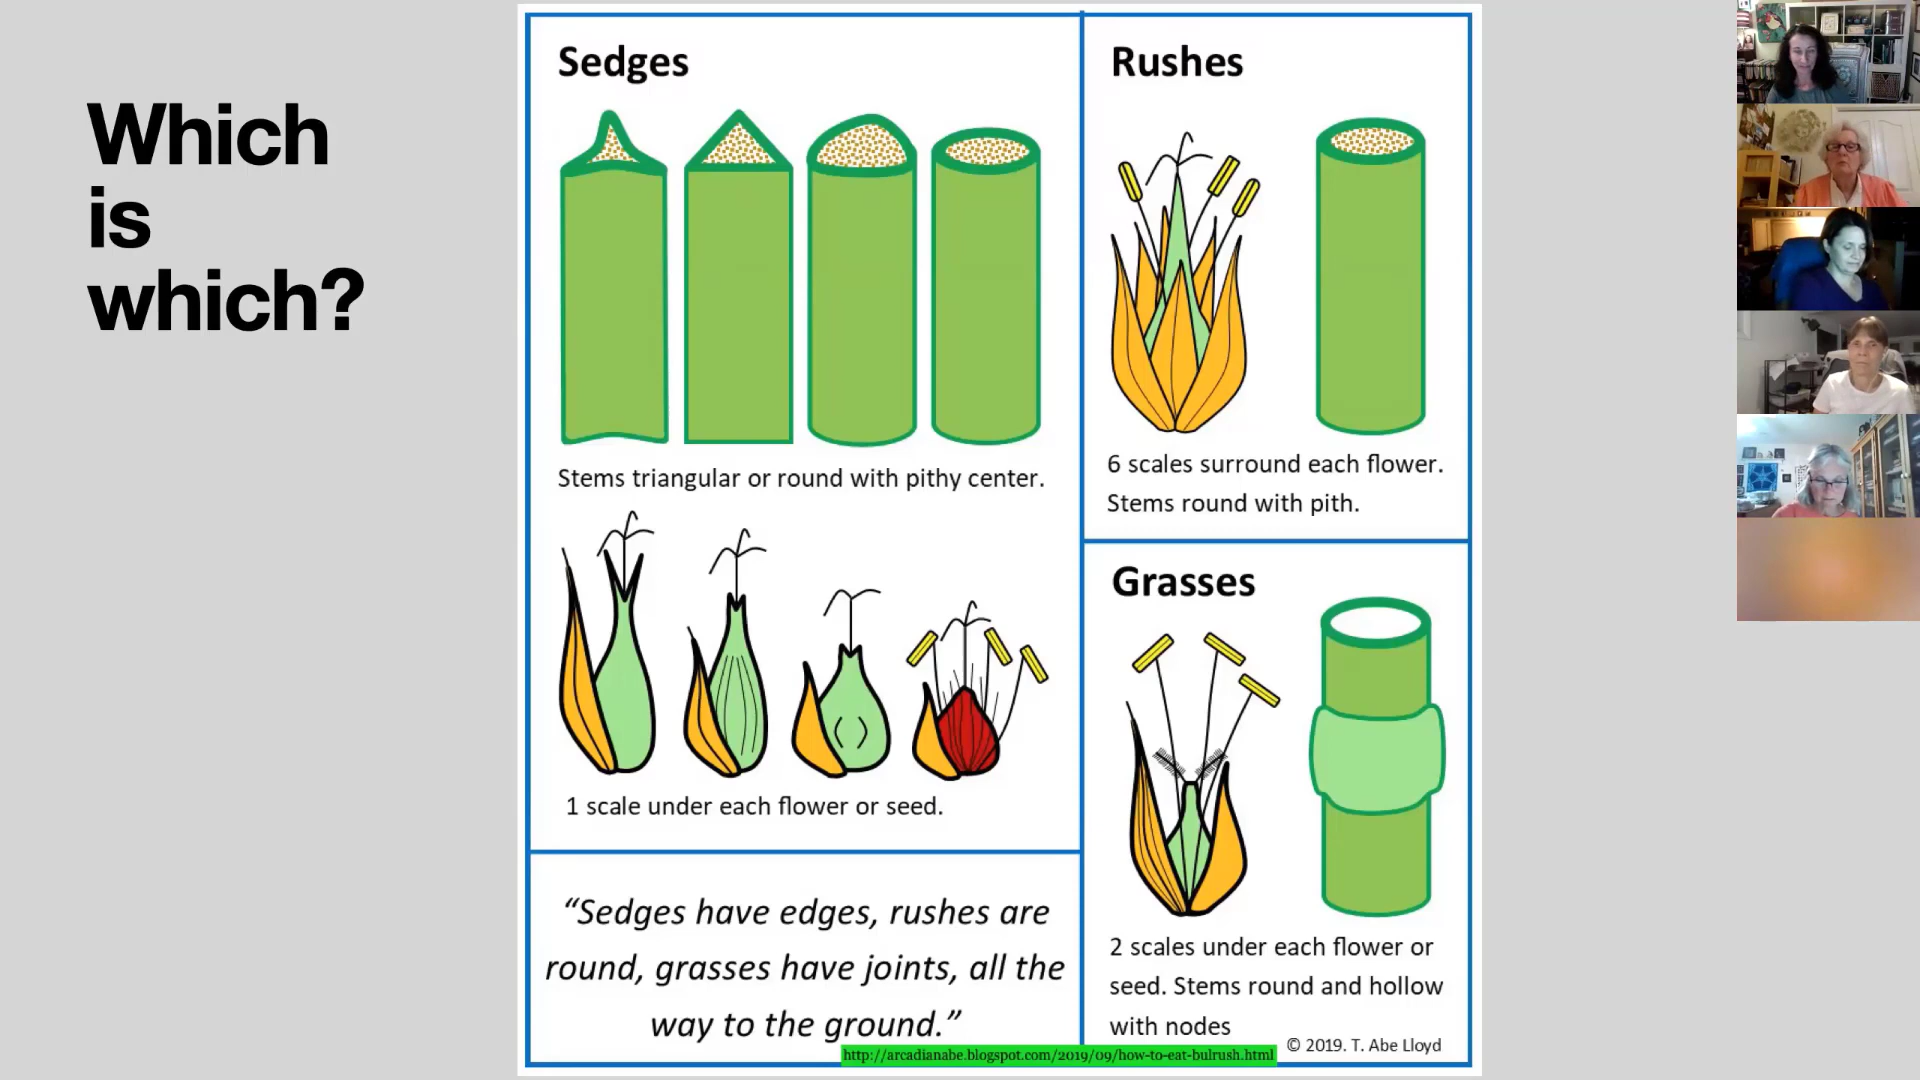 Which
is
which?
Sedges
Stems triangular or round with pithy center.
1 scale under each flower or seed.
“Sedges have edges, rushes are
round, grasses have joints, all the
way to the ground.”
Rushes
6 scales surround each flower.
Stems round with pith.
Grasses
2 scales under each flower or
seed. Stems round and hollow
with nodes
© 2019. T. Abe Lloyd
http://arcadianabe.blogspot.com/2019/09/how-to-eat-bulrush.html